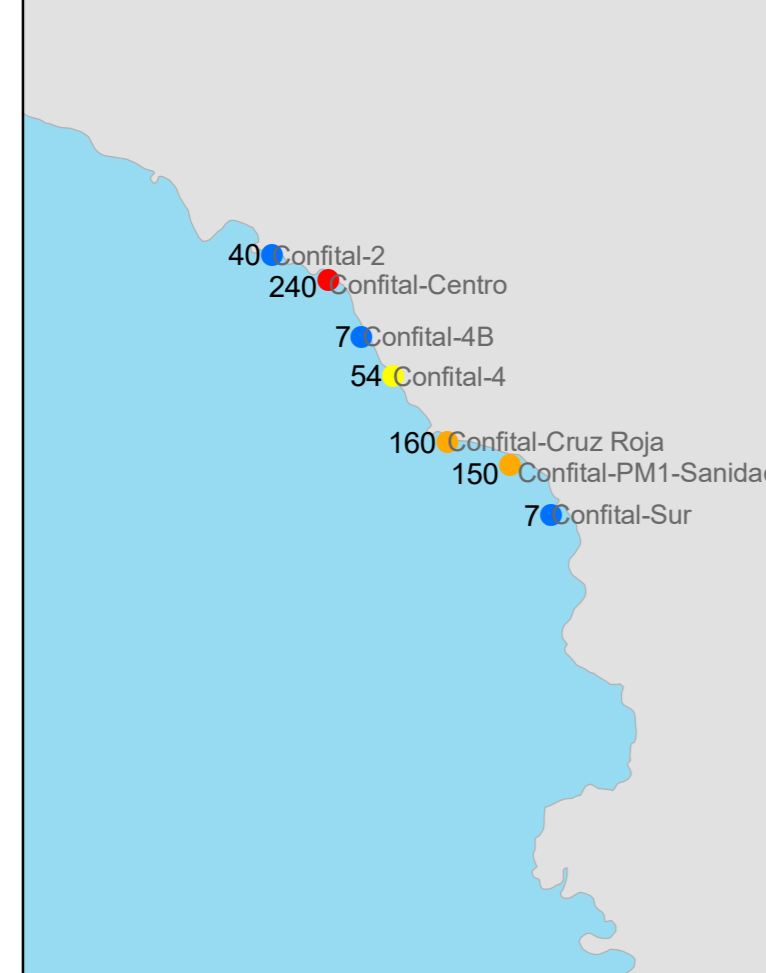 40 Confital-2
240 Confital-Centro
7 Confital-4B
54 Confital-4
160 Confital-Cruz Roja
150 Confital-PM1-Sanida
7 Confital-Sur